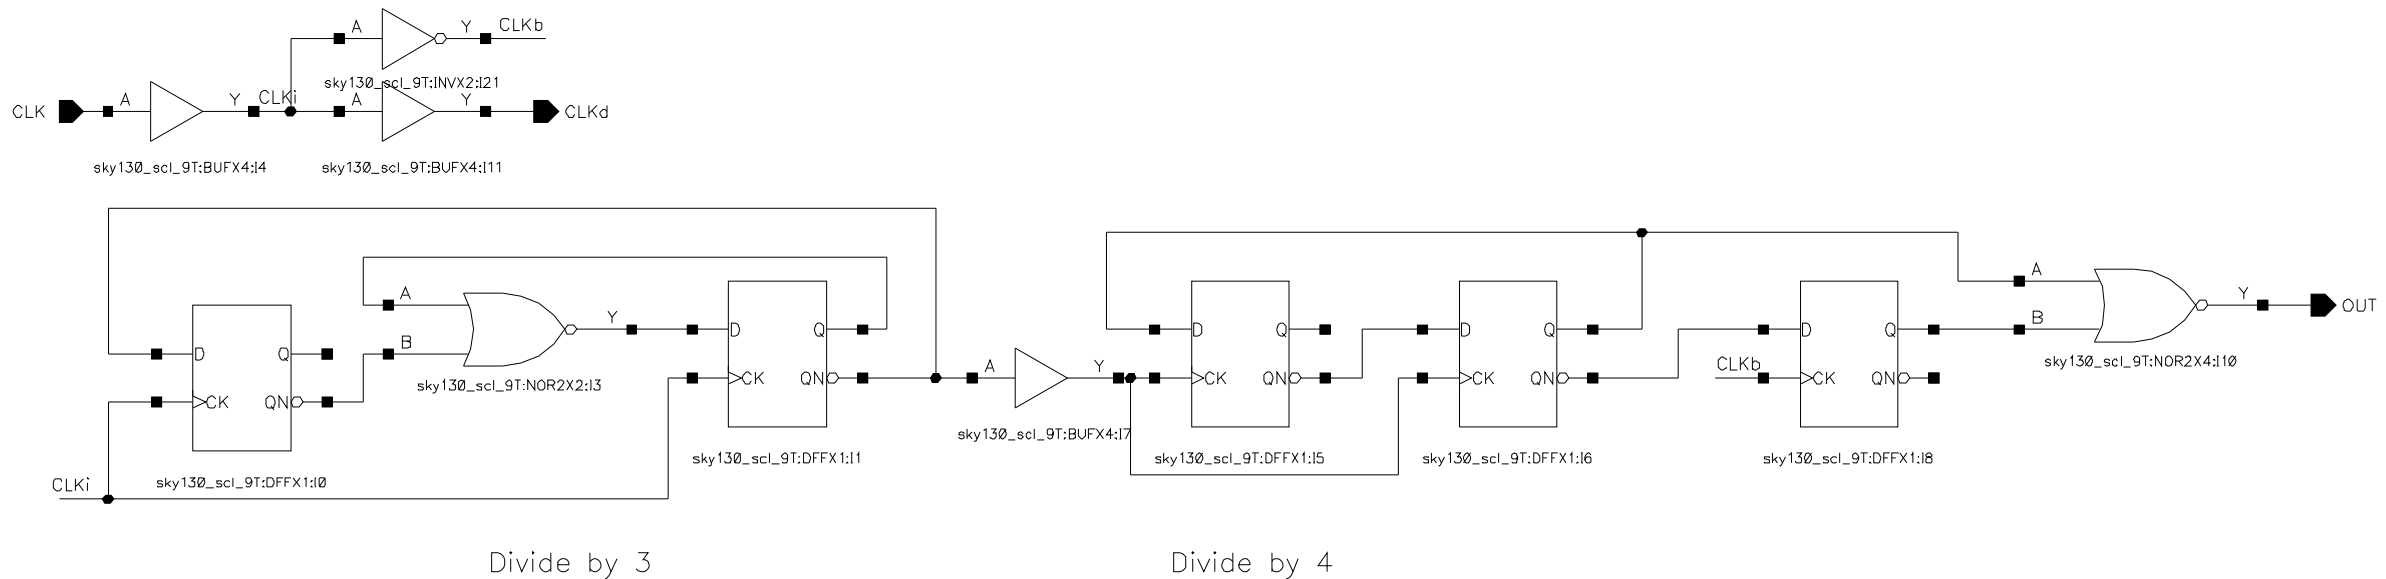 A Y CLKb
sky130_scl_9T:INVX2:I21
CLK A Y CLKi A Y CLKd
sky130_scl_9T:BUFX4:I4 sky130_scl_9T:BUFX4:I11
A Y OUT
B
sky130_scl_9T:NOR2X4:I10
A Y D Q D Q D Q D Q
B
D Q
sky130_scl_9T:NOR2X2:I3
CK QN A Y CK QN CK QN CLKb CK QN
CK QN
sky130_scl_9T:BUFX4:I7
sky130_scl_9T:DFFX1:I1 sky130_scl_9T:DFFX1:I5 sky130_scl_9T:DFFX1:I6 sky130_scl_9T:DFFX1:I8
CLKi sky130_scl_9T:DFFX1:I0
Divide by 3 Divide by 4